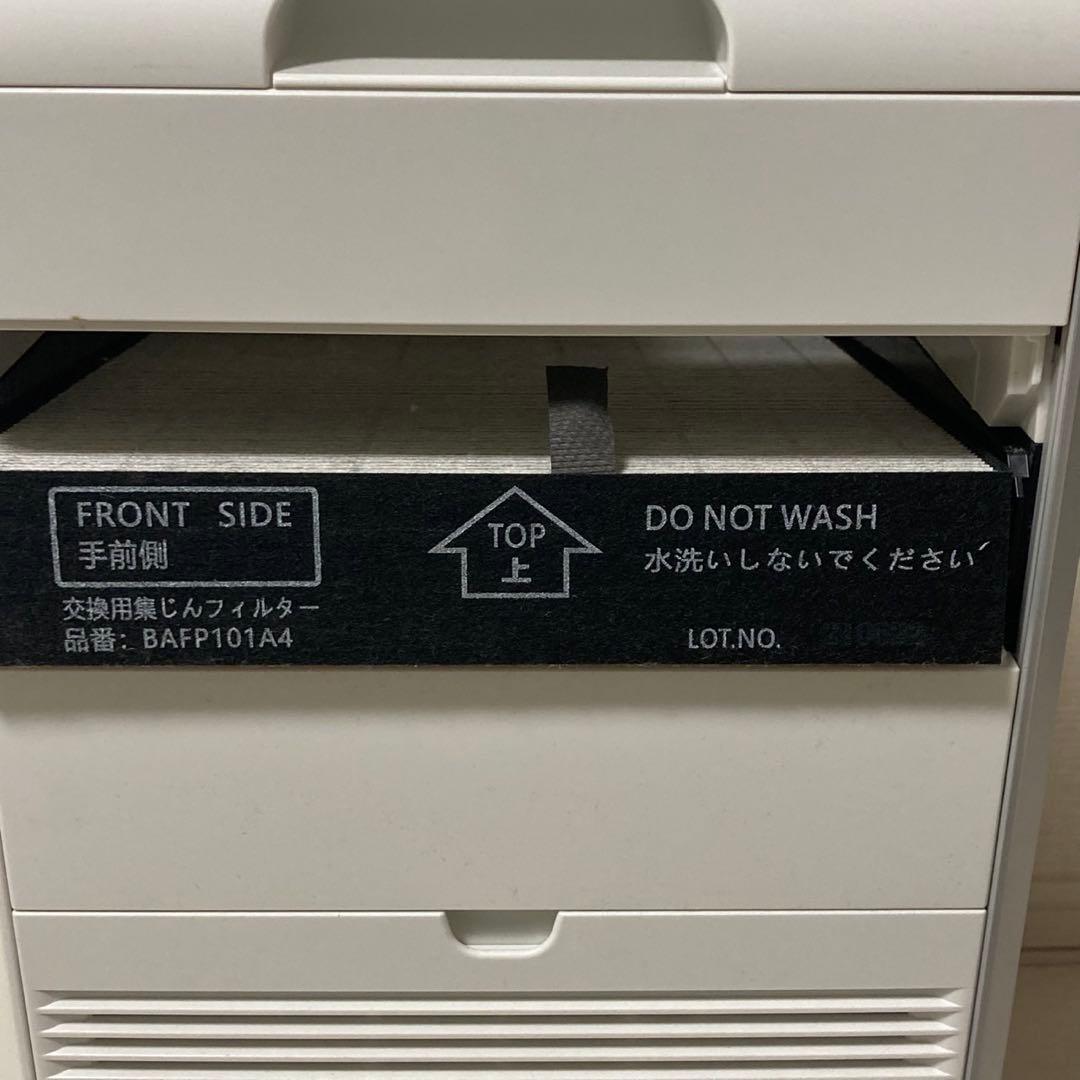 FRONT SIDE
手前側
交換用集じんフィルター
品番: BAFP101A4
TOP
上
DO NOT WASH
水洗いしないでください
LOT.NO.